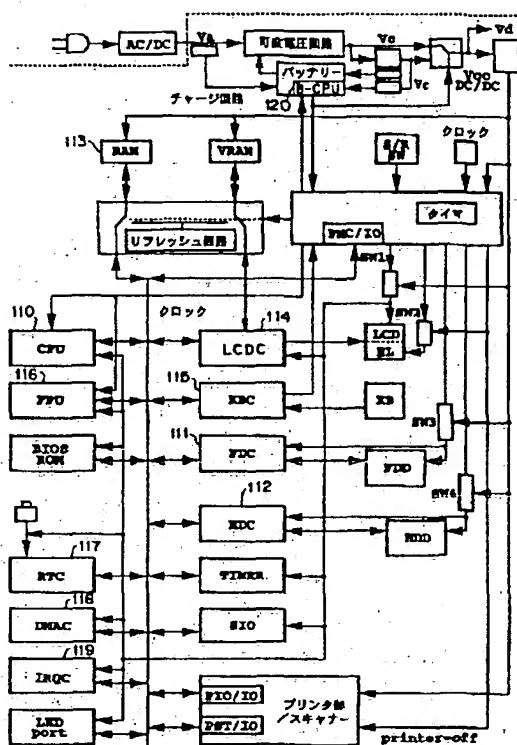 AC/DC
Va
可変電圧回路
Vc
Vd
バッテリー
B-CPU
120
Vc
Vcc
DC/DC
チャージ回路
113
RAM
VRAM
S/R
SW
クロック
タイマ
PMC/IO
リフレッシュ回路
SW1
クロック
SW2
110
CPU
114
LCDC
LCD
BL
116
FPU
115
KBC
KB
SW3
BIOS
ROM
111
FDC
FDD
SW4
112
HDC
HDD
117
RTC
TIMER
118
DMAC
SIO
119
IRQC
LED
port
PIO/IO
プリンタ部
/スキャナー
PST/IO
printer-off